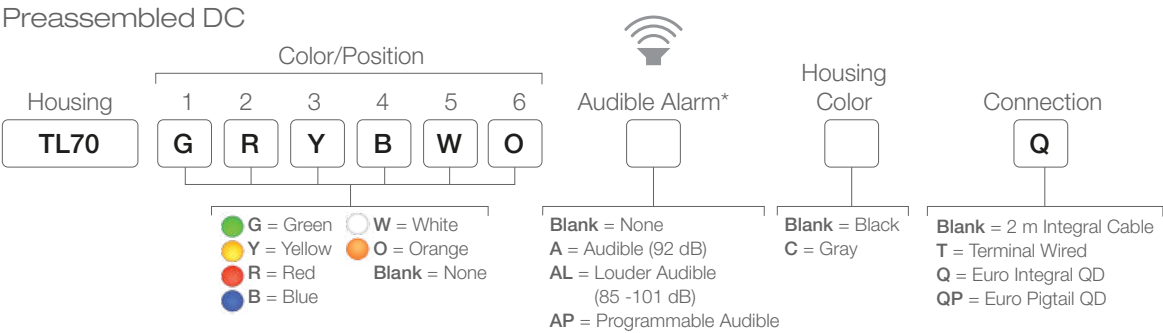 Preassembled DC
Color/Position
Housing 1 2 3 4 5 6 Audible Alarm* Housing Color Connection
TL70 G R Y B W O Q
G = Green
Y = Yellow
R = Red
B = Blue
W = White
O = Orange
Blank = None
Blank = None
A = Audible (92 dB)
AL = Louder Audible
(85 -101 dB)
AP = Programmable Audible
Blank = Black
C = Gray
Blank = 2 m Integral Cable
T = Terminal Wired
Q = Euro Integral QD
QP = Euro Pigtail QD